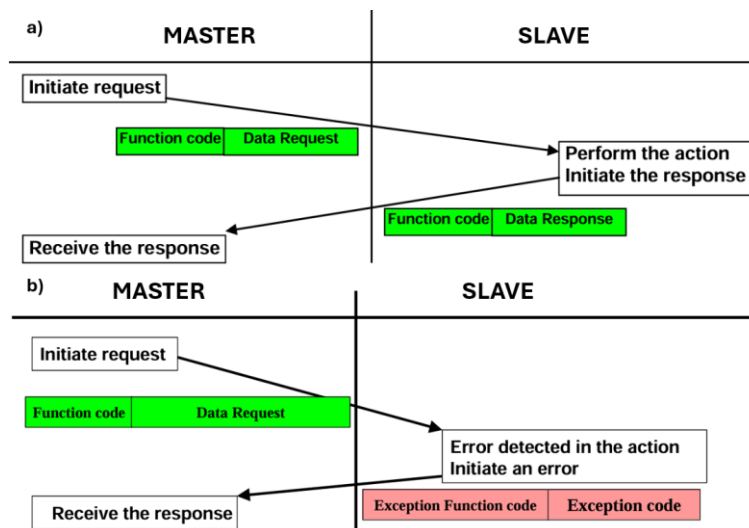 a)
MASTER SLAVE
Initiate request
Function code Data Request
Perform the action
Initiate the response
Function code Data Response
Receive the response
b)
MASTER SLAVE
Initiate request
Function code Data Request
Error detected in the action
Initiate an error
Receive the response
Exception Function code Exception code